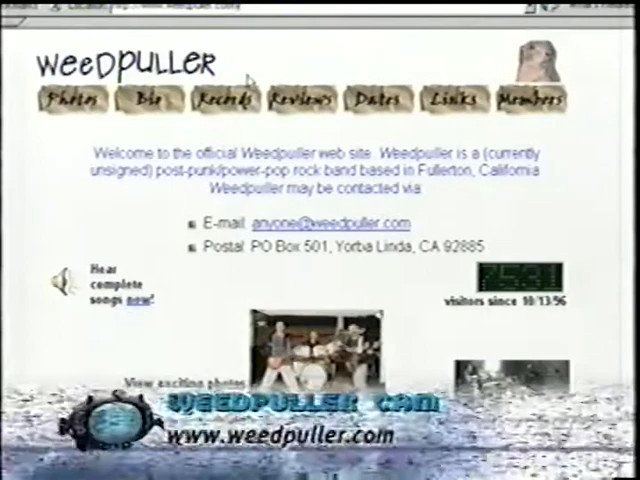 weeDpuLLer
Photos Bio Records Reviews Dates Links Members
Welcome to the official Weedpuller web site. Weedpuller is a (currently
unsigned) post-punk/power-pop rock band based in Fullerton, California
Weedpuller may be contacted via:
E-mail: anyone@weedpuller.com
Postal: PO Box 501, Yorba Linda, CA 92885
Hear
complete
songs now!
7531
visitors since 10/13/96
View exciting photos
WEEDPULLER CAM
www.weedpuller.com